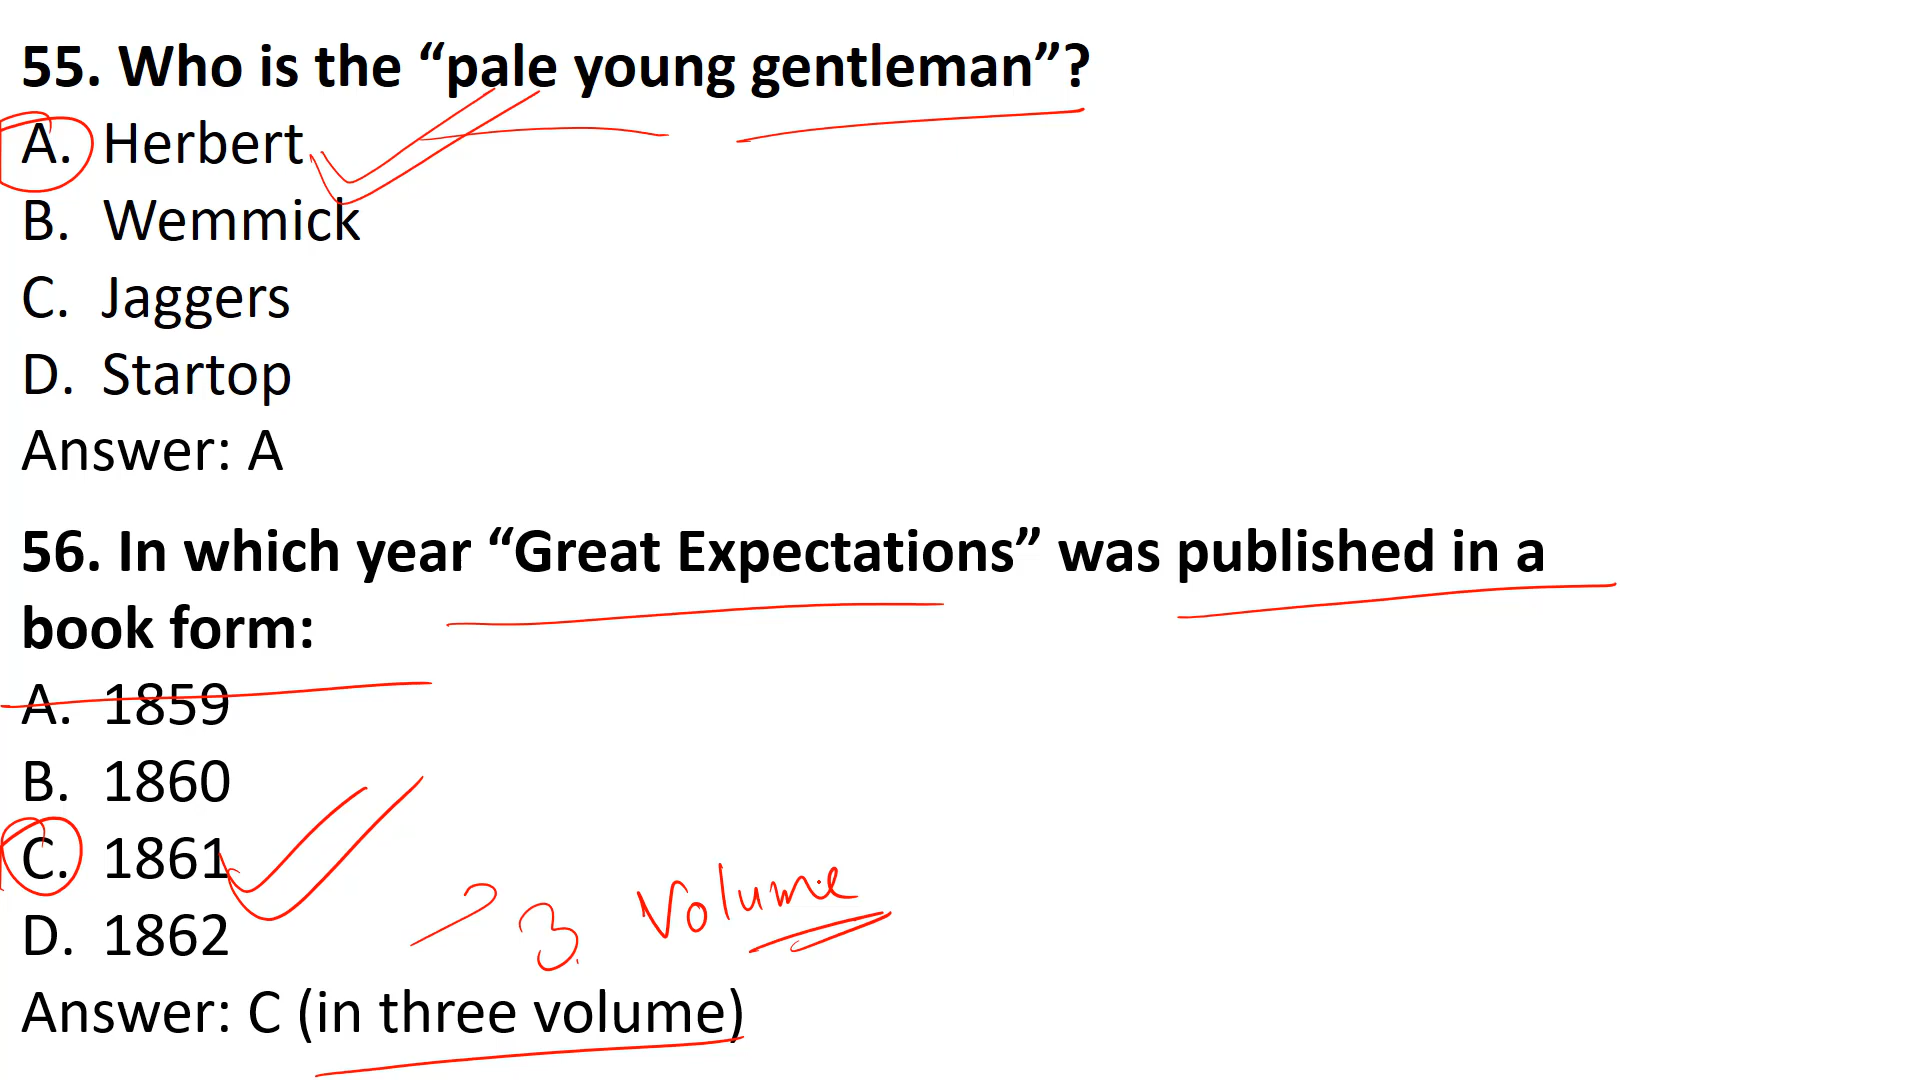 55. Who is the “pale young gentleman”?
A. Herbert
B. Wemmick
C. Jaggers
D. Startop
Answer: A
56. In which year “Great Expectations” was published in a
book form:
A. 1859
B. 1860
C. 1861
D. 1862
3 Volume
Answer: C (in three volume)